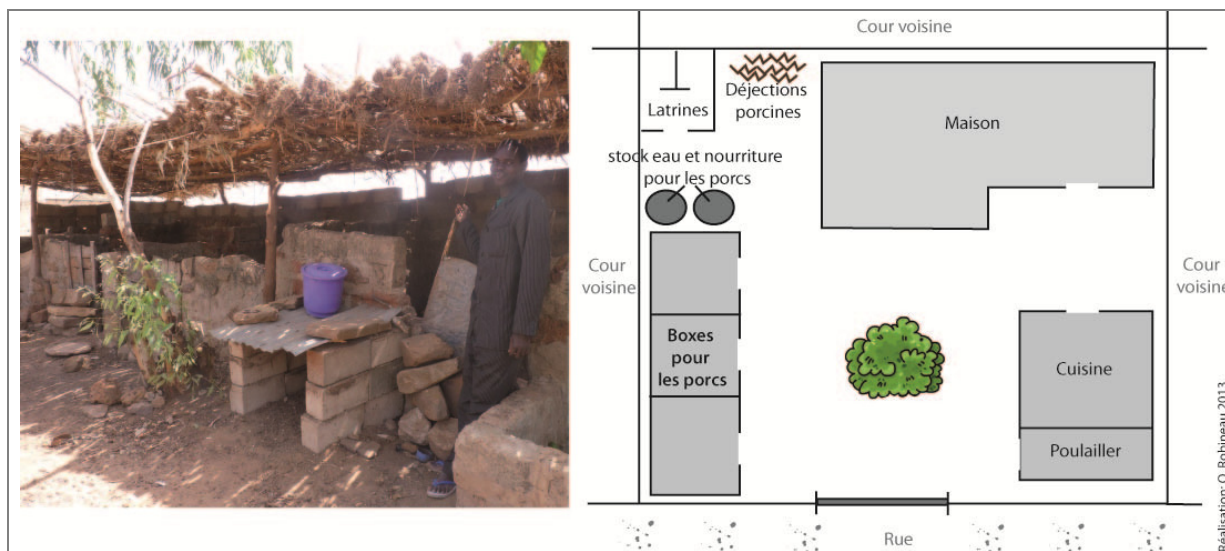 Cour voisine
Latrines
Déjections
porcines
Maison
stock eau et nourriture
pour les porcs
Cour
voisine
Cour
voisine
Boxes
pour
les porcs
Cuisine
Poulailler
Rue
Réalisation: O. Robineau 2013